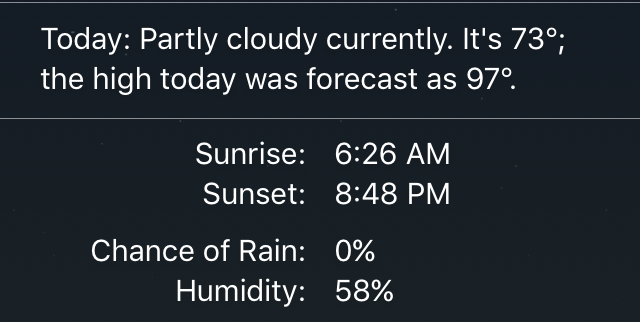 Today: Partly cloudy currently. It's 73°;
the high today was forecast as 97°.
Sunrise: 6:26 AM
Sunset: 8:48 PM
Chance of Rain: 0%
Humidity: 58%